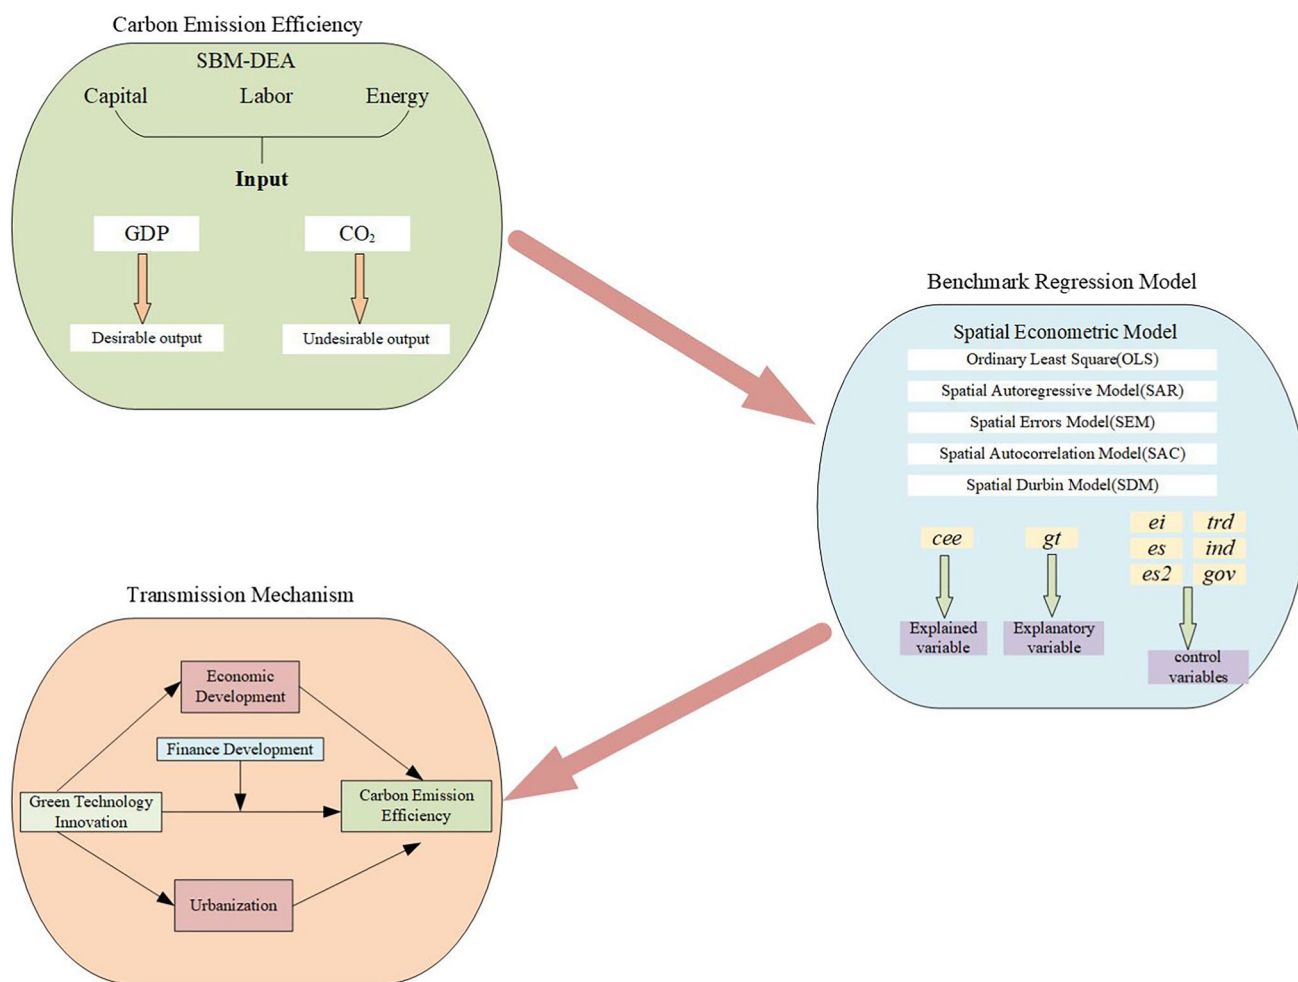 Carbon Emission Efficiency
SBM-DEA
Capital
Labor
Energy
Input
GDP
CO₂
Desirable output
Undesirable output
Benchmark Regression Model
Spatial Econometric Model
Ordinary Least Square(OLS)
Spatial Autoregressive Model(SAR)
Spatial Errors Model(SEM)
Spatial Autocorrelation Model(SAC)
Spatial Durbin Model(SDM)
cee
gt
ei
trd
es
ind
es2
gov
Explained
variable
Explanatory
variable
control
variables
Transmission Mechanism
Economic
Development
Finance Development
Green Technology
Innovation
Carbon Emission
Efficiency
Urbanization